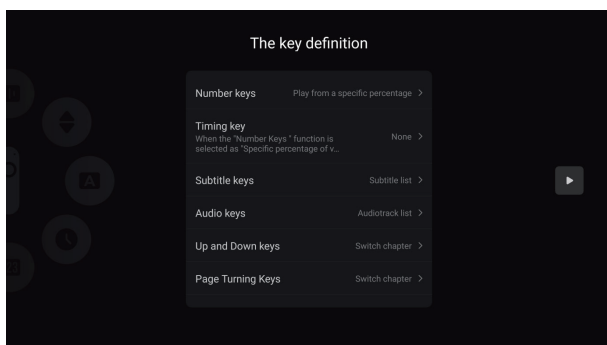 The key definition
Number keys Play from a specific percentage >
Timing key
When the "Number Keys " function is
selected as "Specific percentage of v...
None >
Subtitle keys Subtitle list >
Audio keys Audiotrack list >
Up and Down keys Switch chapter >
Page Turning Keys Switch chapter >
A